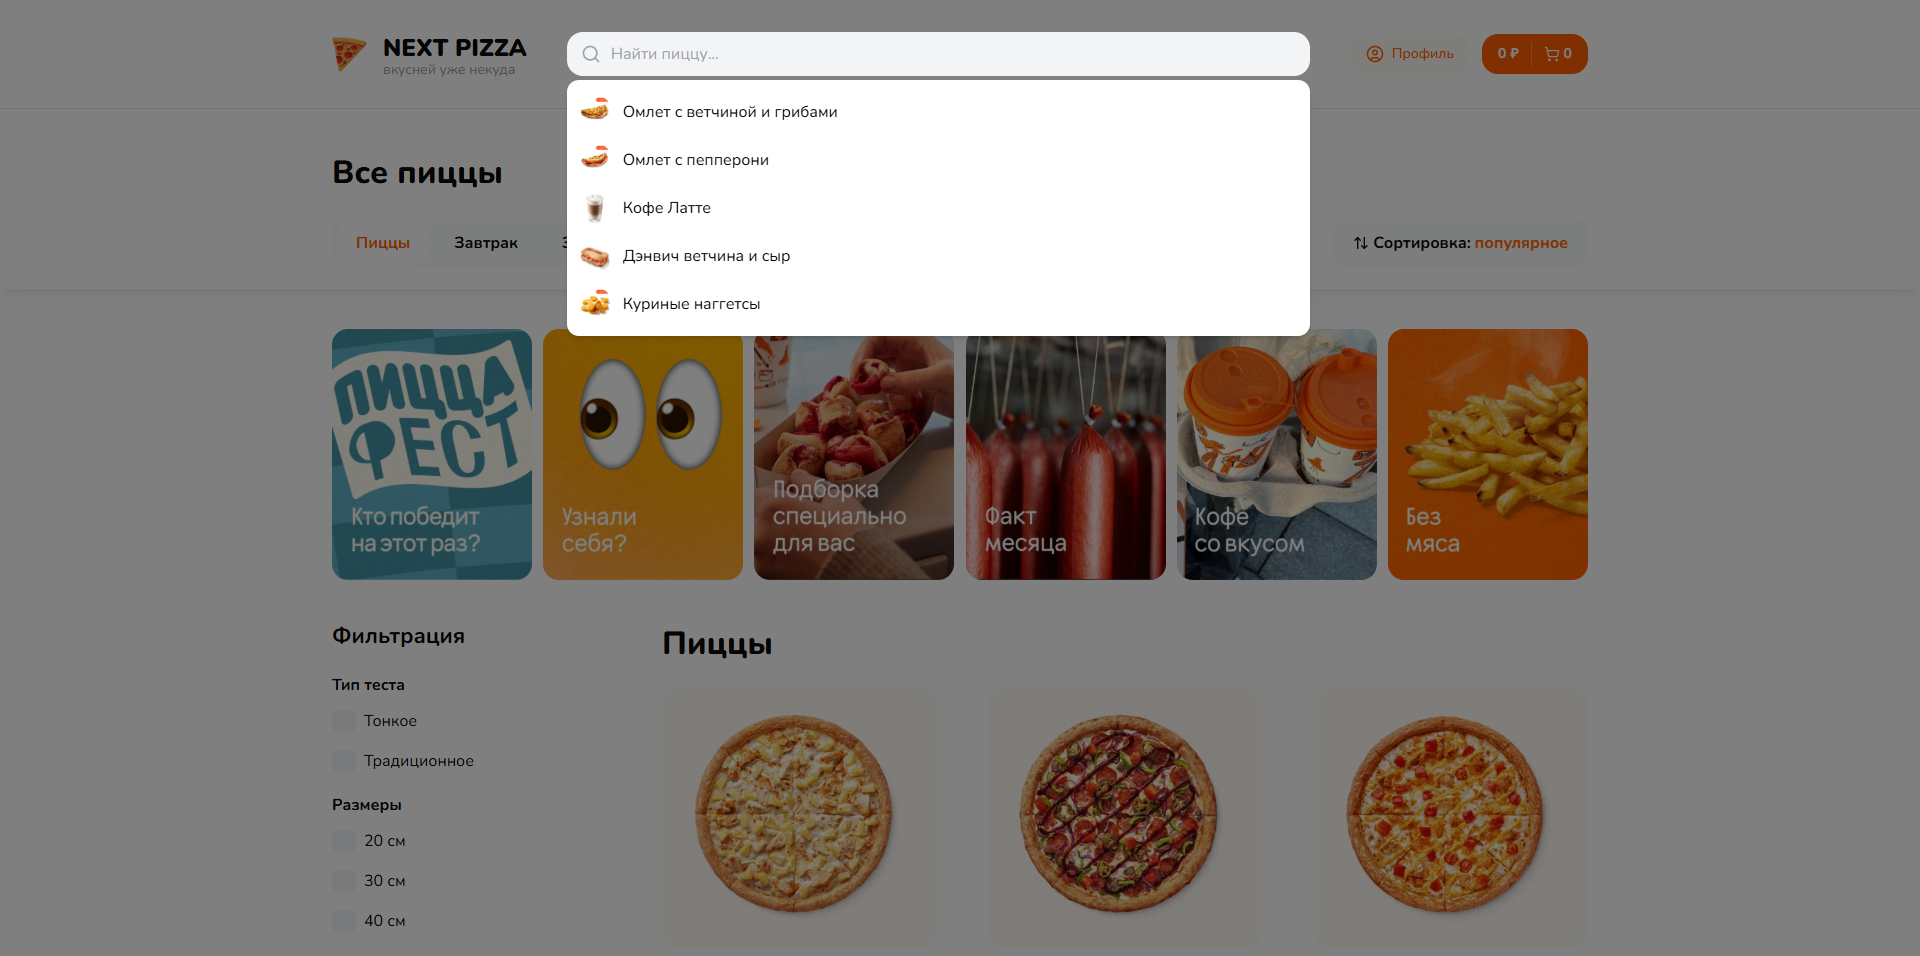 NEXT PIZZA
вкусней уже некуда
Найти пиццу...
Профиль
0 ₽
0
Омлет с ветчиной и грибами
Омлет с пепперони
Кофе Латте
Дэнвич ветчина и сыр
Куриные наггетсы
Все пиццы
Пиццы
Завтрак
Сортировка: популярное
ПИЦЦА
ФЕСТ
Кто победит
на этот раз?
Узнали
себя?
Подборка
специально
для вас
Факт
месяца
Кофе
со вкусом
Без
мяса
Фильтрация
Тип теста
Тонкое
Традиционное
Размеры
20 см
30 см
40 см
Пиццы